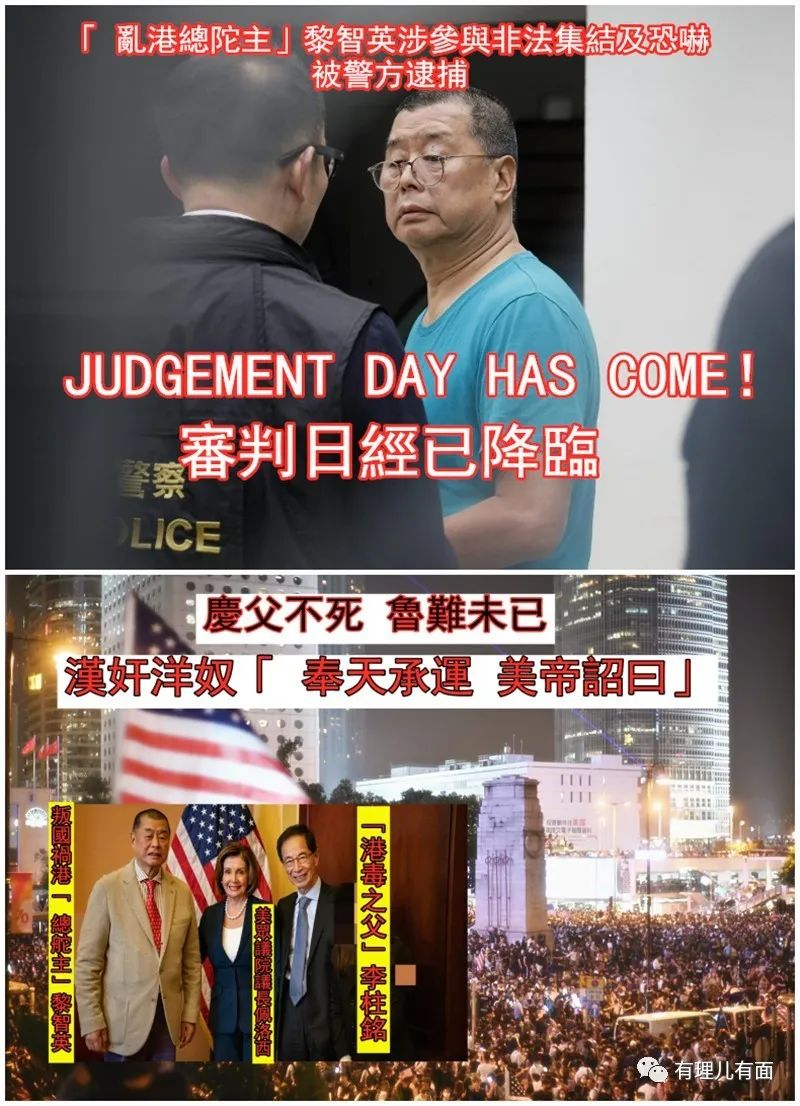 「 亂港總陀主」黎智英涉參與非法集結及恐嚇
被警方逮捕
JUDGEMENT DAY HAS COME!
審判日經已降臨
警察
POLICE
慶父不死 魯難未已
漢奸洋奴「 奉天承運 美帝詔曰」
叛國禍港「總舵主」黎智英
美眾議院議長佩洛西
「港毒之父」李柱銘
有理儿有面